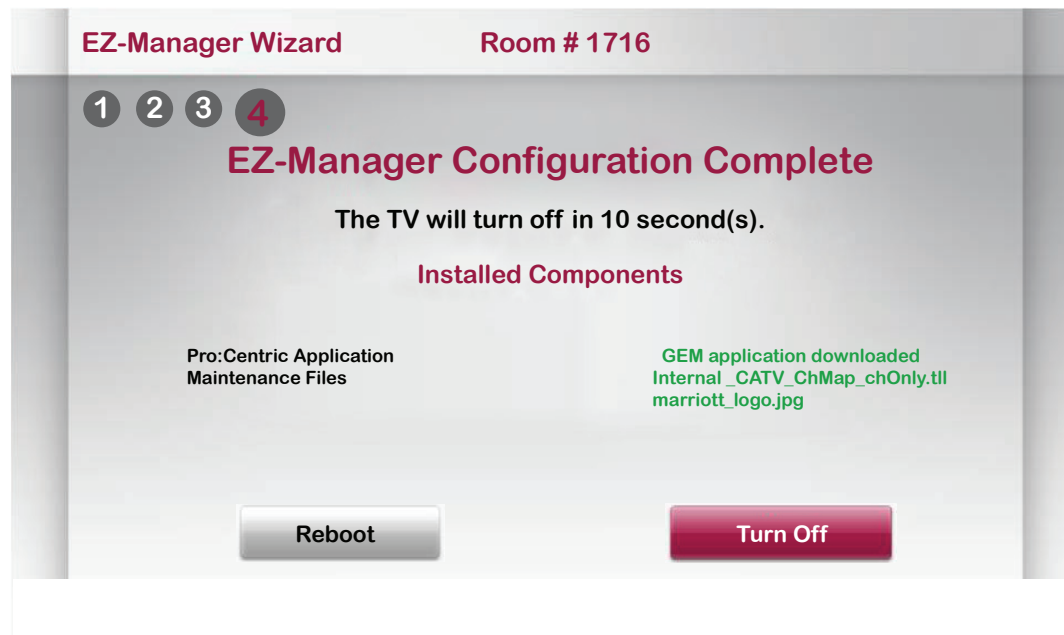 EZ-Manager Wizard Room # 1716
1 2 3 4
EZ-Manager Configuration Complete
The TV will turn off in 10 second(s).
Installed Components
Pro:Centric Application GEM application downloaded
Maintenance Files Internal _CATV_ChMap_chOnly.tll
marriott_logo.jpg
Reboot Turn Off